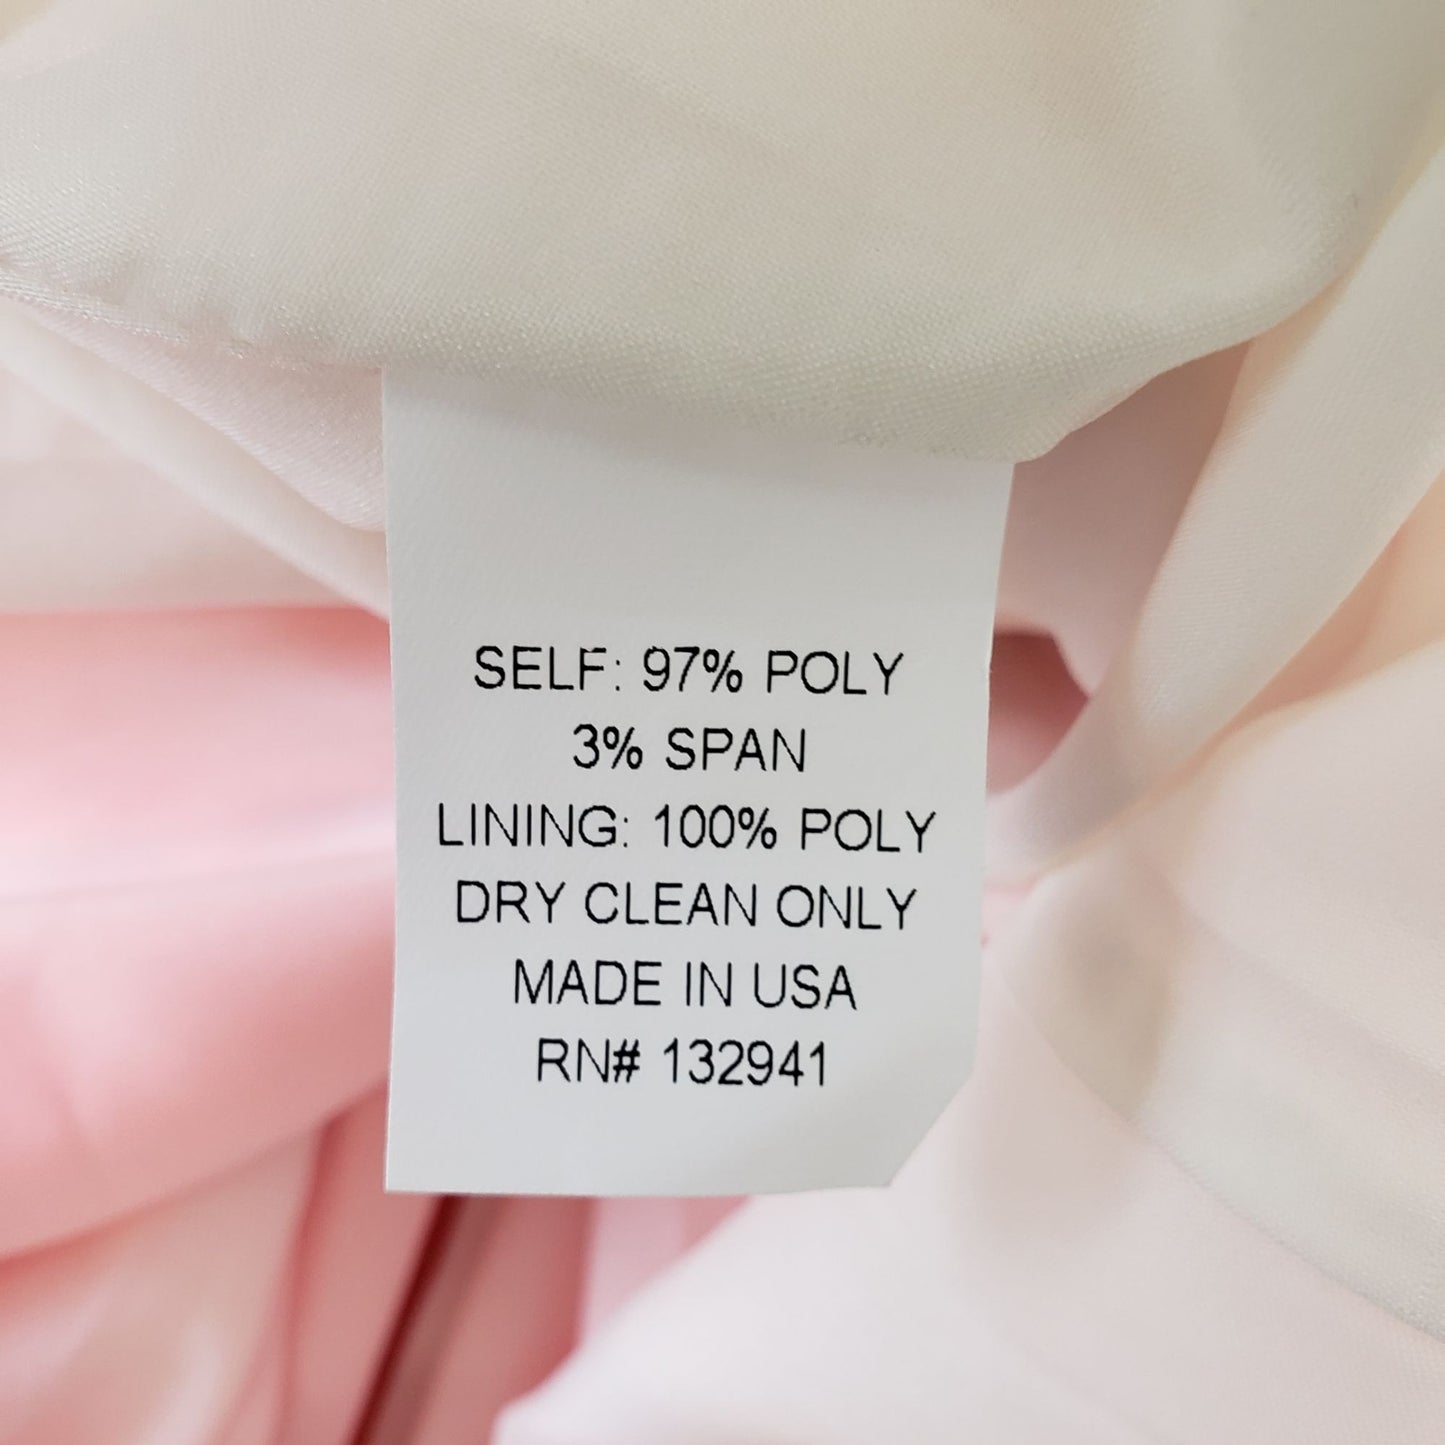 SELF: 97% POLY
3% SPAN
LINING: 100% POLY
DRY CLEAN ONLY
MADE IN USA
RN# 132941